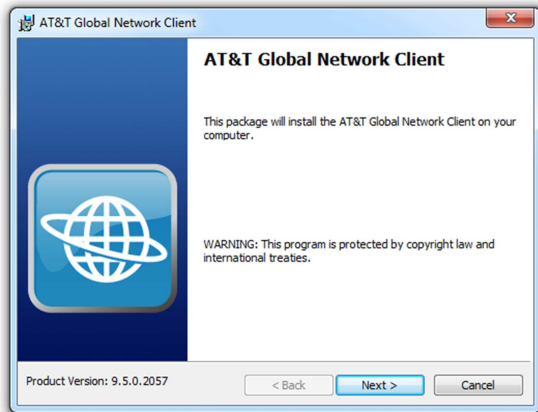 AT&T Global Network Client
AT&T Global Network Client
This package will install the AT&T Global Network Client on your
computer.
WARNING: This program is protected by copyright law and
international treaties.
Product Version: 9.5.0.2057
< Back Next > Cancel